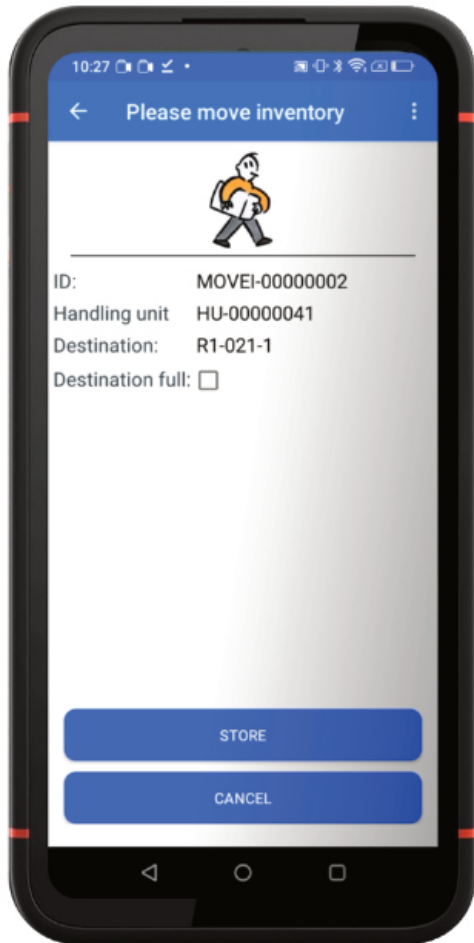 10:27
Please move inventory
ID: MOVEI-00000002
Handling unit HU-00000041
Destination: R1-021-1
Destination full:
STORE
CANCEL